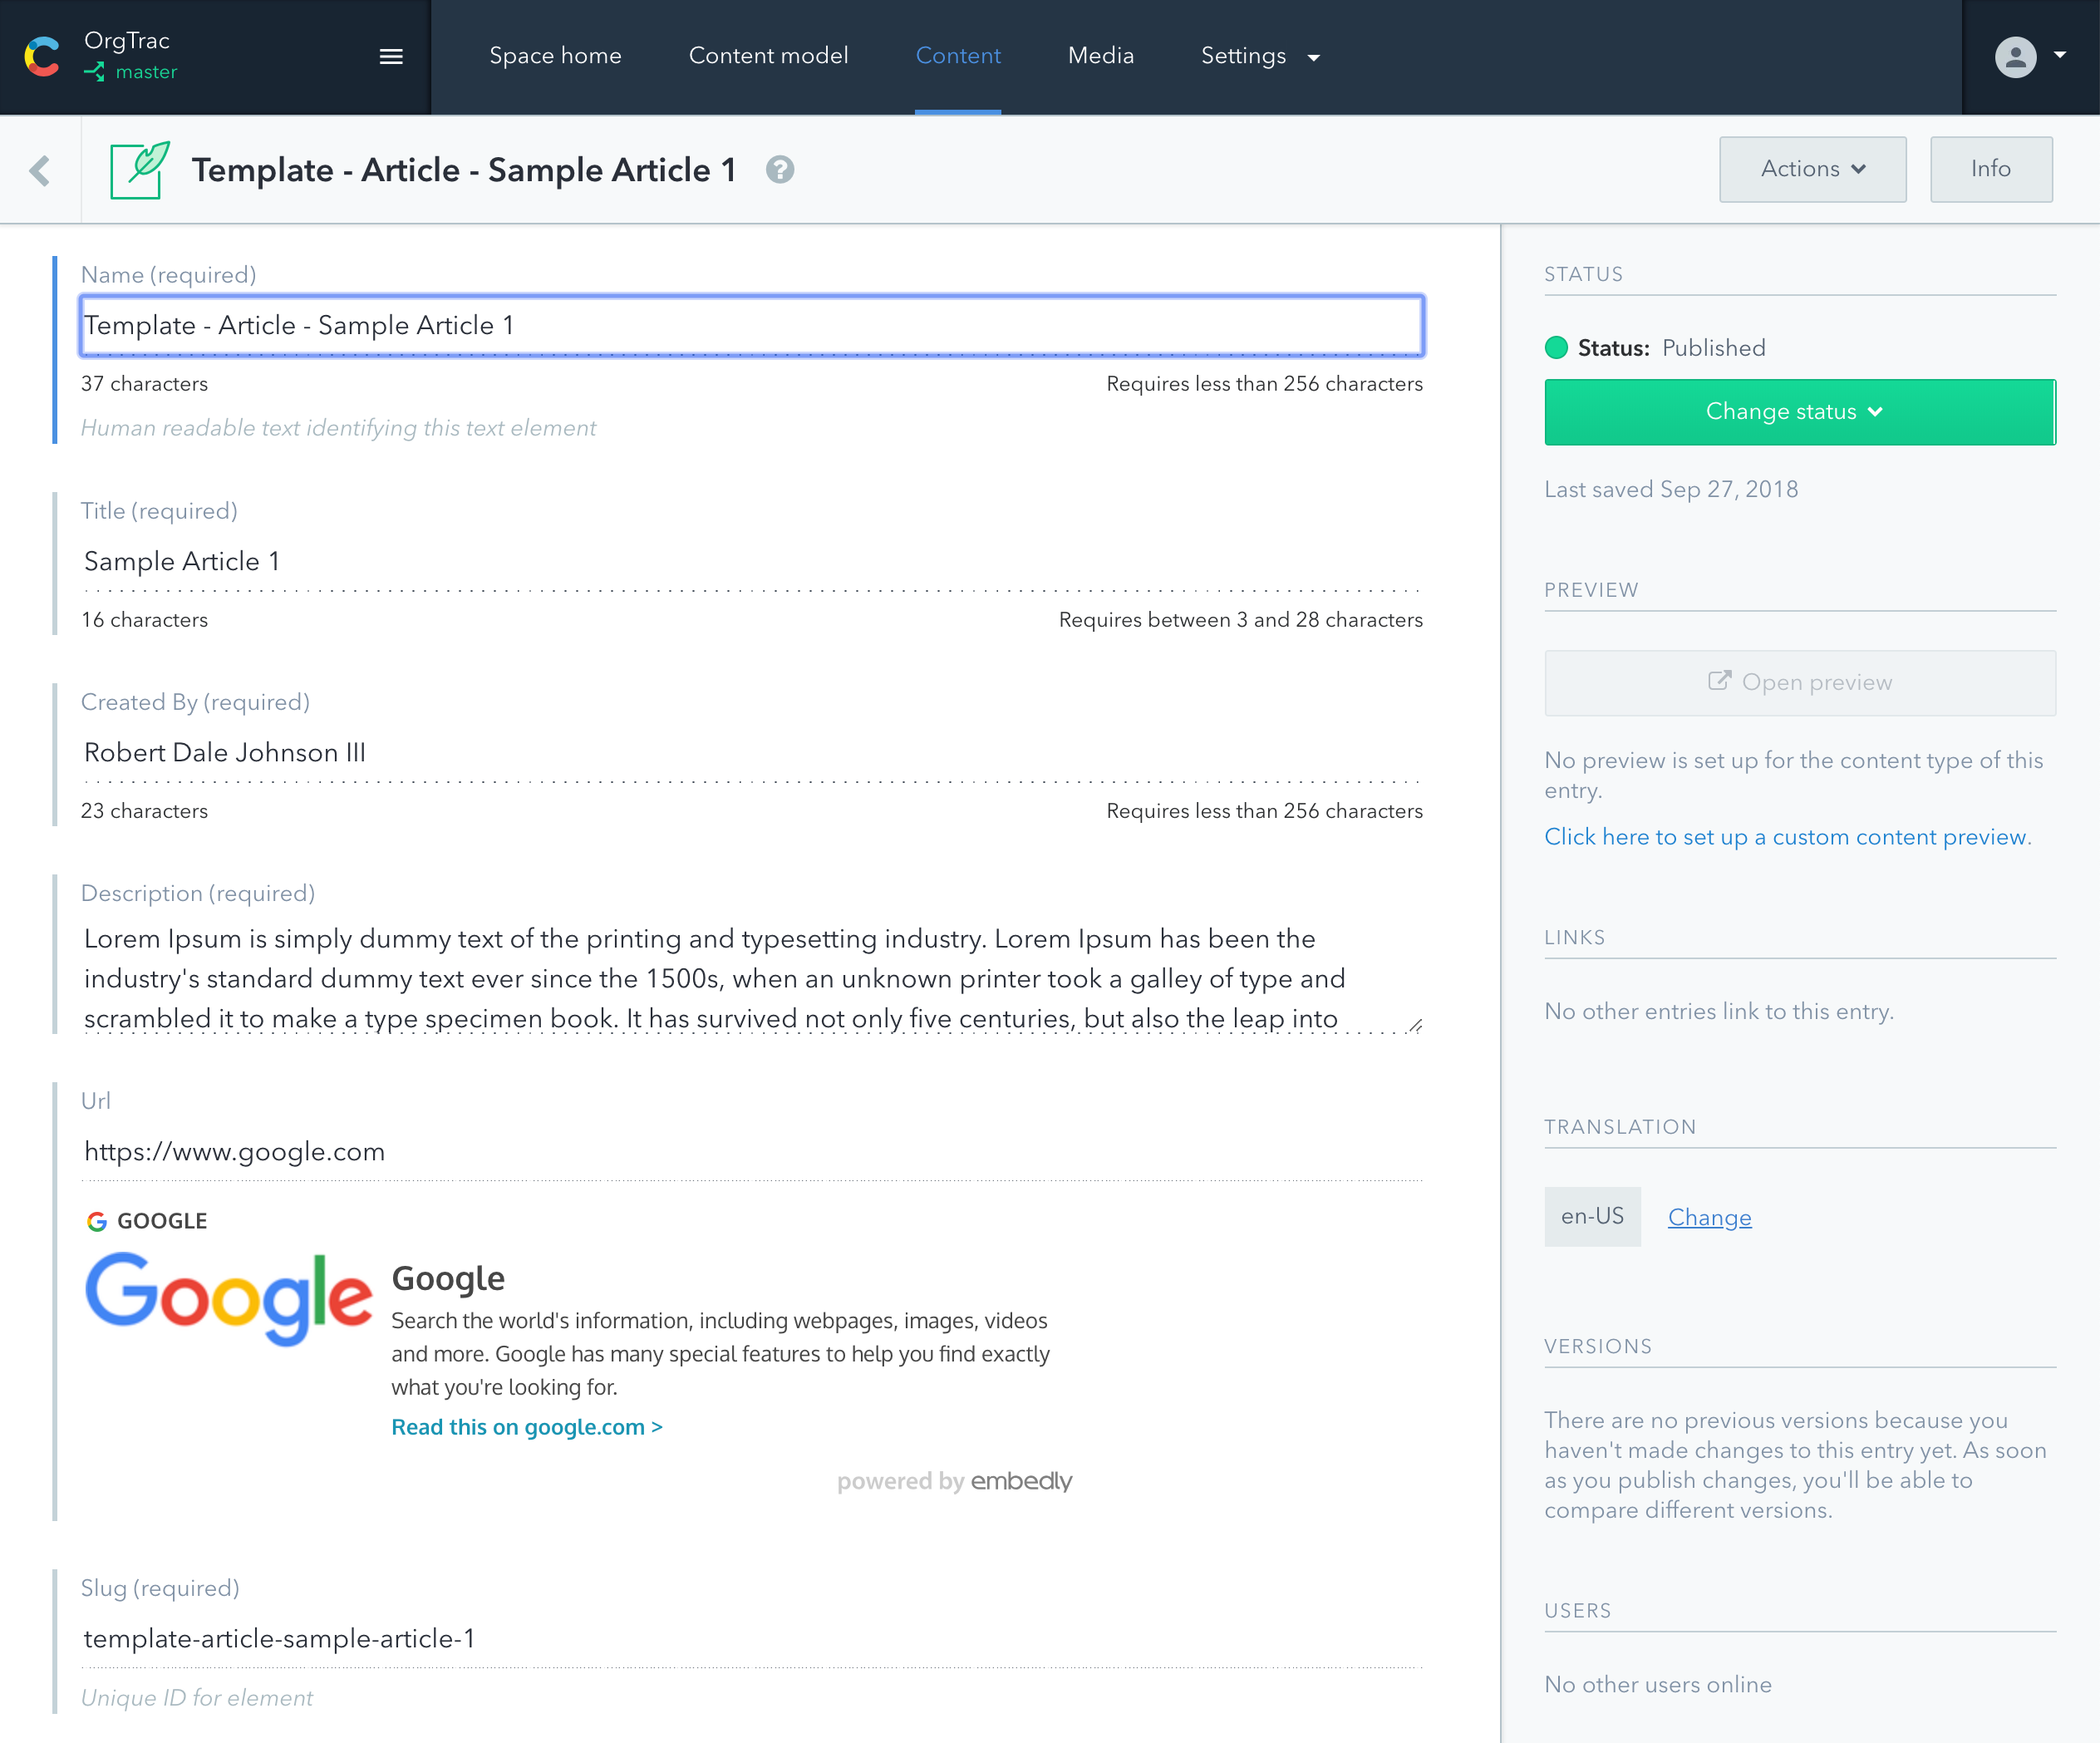 OrgTrac
master
Space home
Content model
Content
Media
Settings
Template - Article - Sample Article 1
?
Actions
Info
Name (required)
Template - Article - Sample Article 1
37 characters
Requires less than 256 characters
Human readable text identifying this text element
Title (required)
Sample Article 1
16 characters
Requires between 3 and 28 characters
Created By (required)
Robert Dale Johnson III
23 characters
Requires less than 256 characters
Description (required)
Lorem Ipsum is simply dummy text of the printing and typesetting industry. Lorem Ipsum has been the
industry's standard dummy text ever since the 1500s, when an unknown printer took a galley of type and
scrambled it to make a type specimen book. It has survived not only five centuries, but also the leap into
Url
https://www.google.com
GOOGLE
Google
Google
Search the world's information, including webpages, images, videos
and more. Google has many special features to help you find exactly
what you're looking for.
Read this on google.com >
powered by embedly
Slug (required)
template-article-sample-article-1
Unique ID for element
STATUS
Status: Published
Change status
Last saved Sep 27, 2018
PREVIEW
Open preview
No preview is set up for the content type of this
entry.
Click here to set up a custom content preview.
LINKS
No other entries link to this entry.
TRANSLATION
en-US
Change
VERSIONS
There are no previous versions because you
haven't made changes to this entry yet. As soon
as you publish changes, you'll be able to
compare different versions.
USERS
No other users online